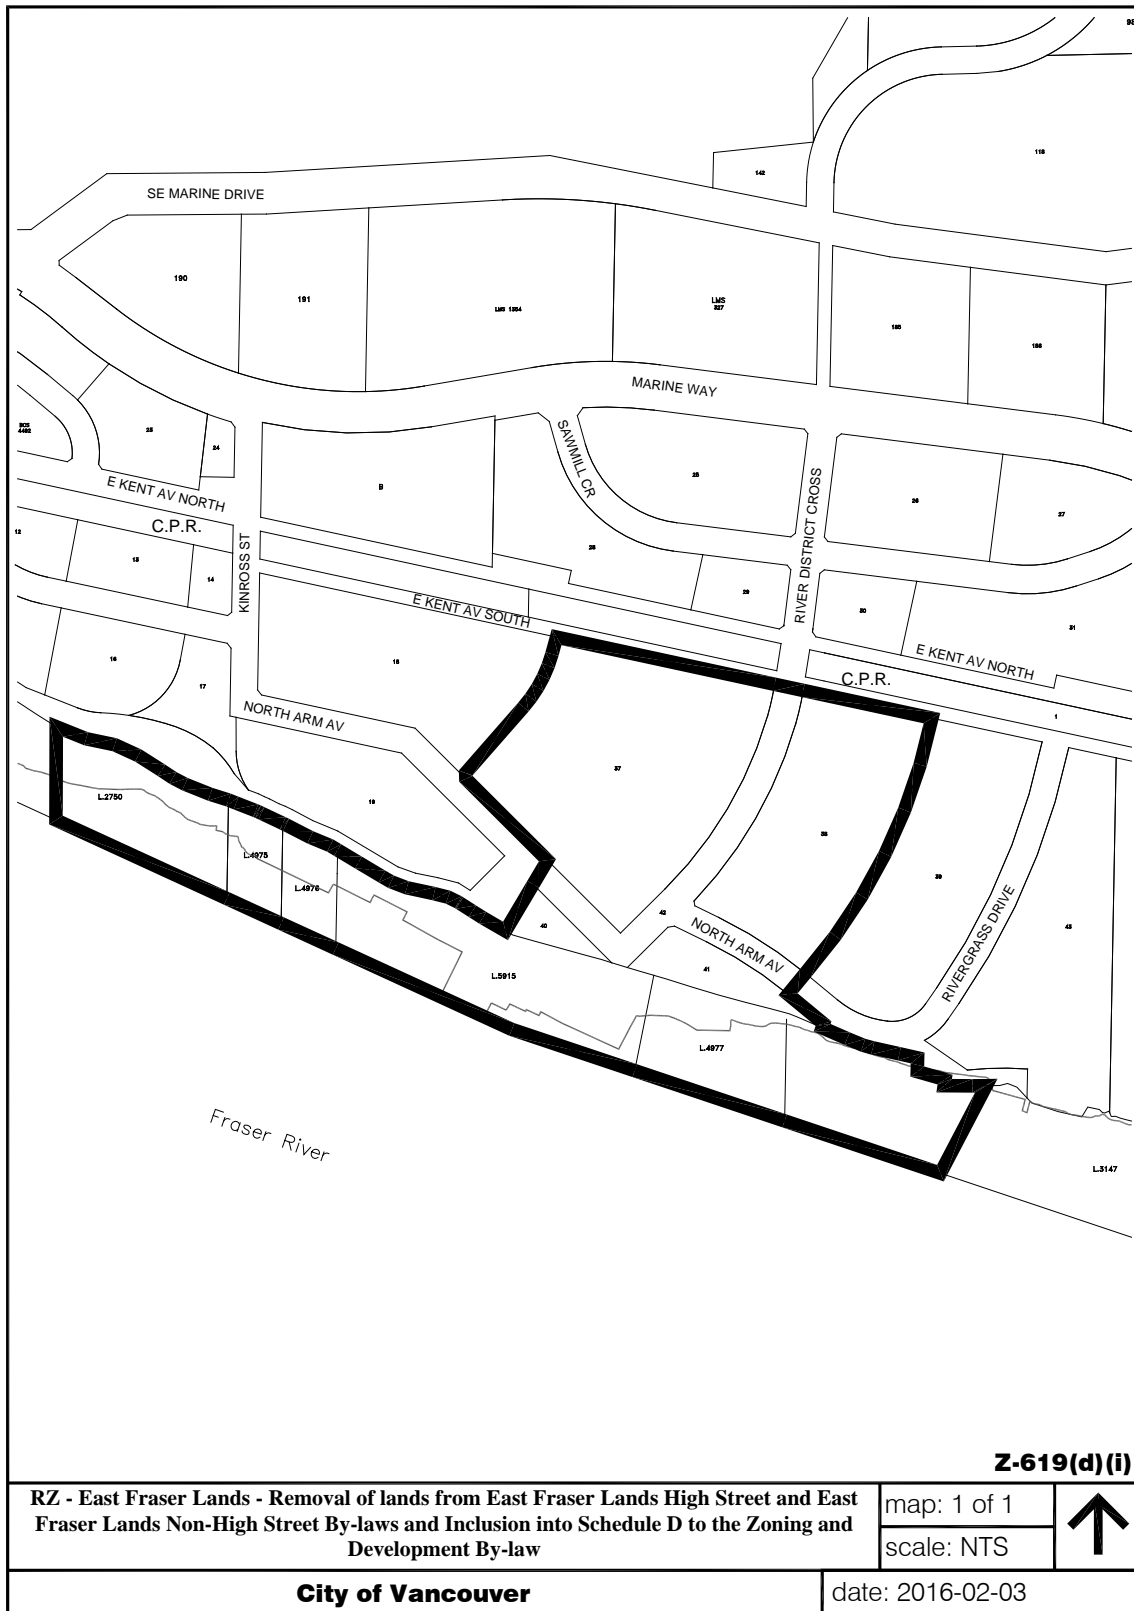 98
118
142
SE MARINE DRIVE
190
191
LMS 1384
LMS
327
185
186
MARINE WAY
BCS
4492
25
24
SAWMILL CR
25
26
27
B
E KENT AV NORTH
C.P.R.
KINROSS ST
RIVER DISTRICT CROSS
12
13
14
28
29
30
31
E KENT AV SOUTH
E KENT AV NORTH
C.P.R.
1
16
17
18
NORTH ARM AV
37
19
38
39
RIVERGRASS DRIVE
L.2750
L.4975
L.4976
40
42
NORTH ARM AV
41
L.5915
L.4977
L.3147
Fraser River
Z-619(d)(i)
RZ - East Fraser Lands - Removal of lands from East Fraser Lands High Street and East
Fraser Lands Non-High Street By-laws and Inclusion into Schedule D to the Zoning and
Development By-law
map: 1 of 1
scale: NTS
City of Vancouver
date: 2016-02-03